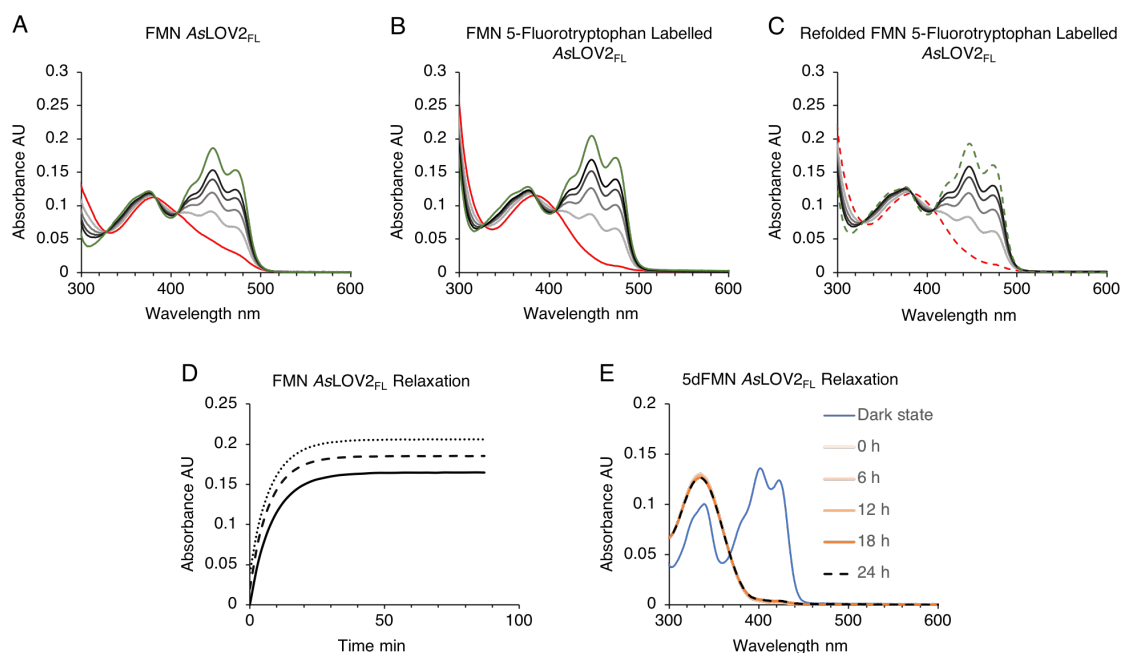 A
FMN AsLOV2FL
Absorbance AU
0.3
0.25
0.2
0.15
0.1
0.05
0
300
400
500
600
Wavelength nm
B
FMN 5-Fluorotryptophan Labelled
AsLOV2FL
Absorbance AU
0.3
0.25
0.2
0.15
0.1
0.05
0
300
400
500
600
Wavelength nm
C
Refolded FMN 5-Fluorotryptophan Labelled
AsLOV2FL
Absorbance AU
0.3
0.25
0.2
0.15
0.1
0.05
0
300
400
500
600
Wavelength nm
D
FMN AsLOV2FL Relaxation
Absorbance AU
0.25
0.2
0.15
0.1
0.05
0
0
50
100
Time min
E
5dFMN AsLOV2FL Relaxation
Absorbance AU
0.2
0.15
0.1
0.05
0
300
400
500
600
Wavelength nm
Dark state
0 h
6 h
12 h
18 h
24 h